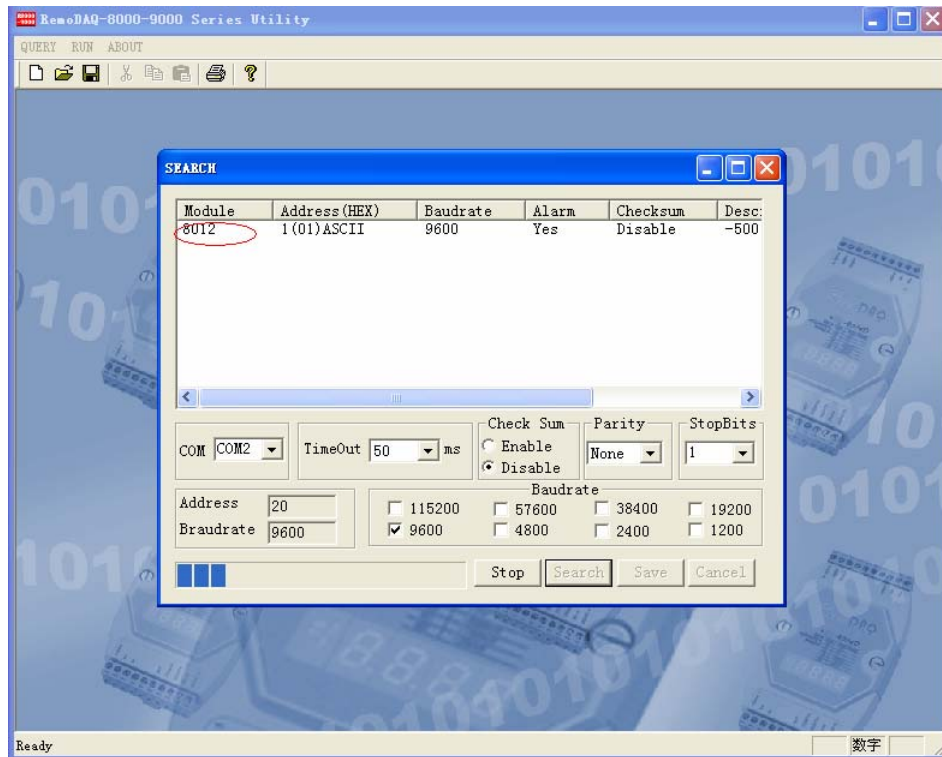 RemoDAQ-8000-9000 Series Utility
QUERY RUN ABOUT
SEARCH
Module Address(HEX) Baudrate Alarm Checksum Desc:
8012 1(01)ASCII 9600 Yes Disable -500
COM COM2 TimeOut 50 ms
Check Sum
Enable
Disable
Parity
None
StopBits
1
Address 20
Braudrate 9600
Baudrate
115200 57600 38400 19200
9600 4800 2400 1200
Stop Search Save Cancel
Ready 数字